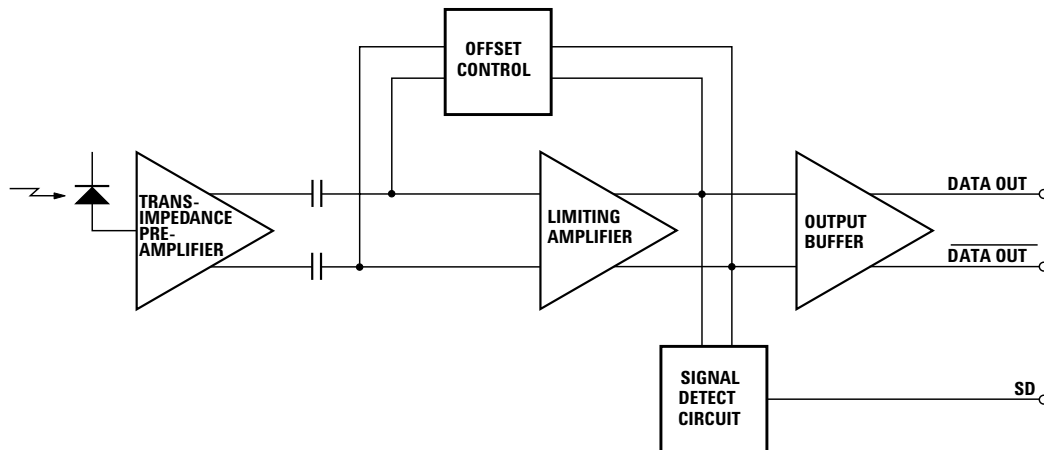 OFFSET
CONTROL
TRANS-
IMPEDANCE
PRE-
AMPLIFIER
LIMITING
AMPLIFIER
OUTPUT
BUFFER
DATA OUT
DATA OUT
SIGNAL
DETECT
CIRCUIT
SD